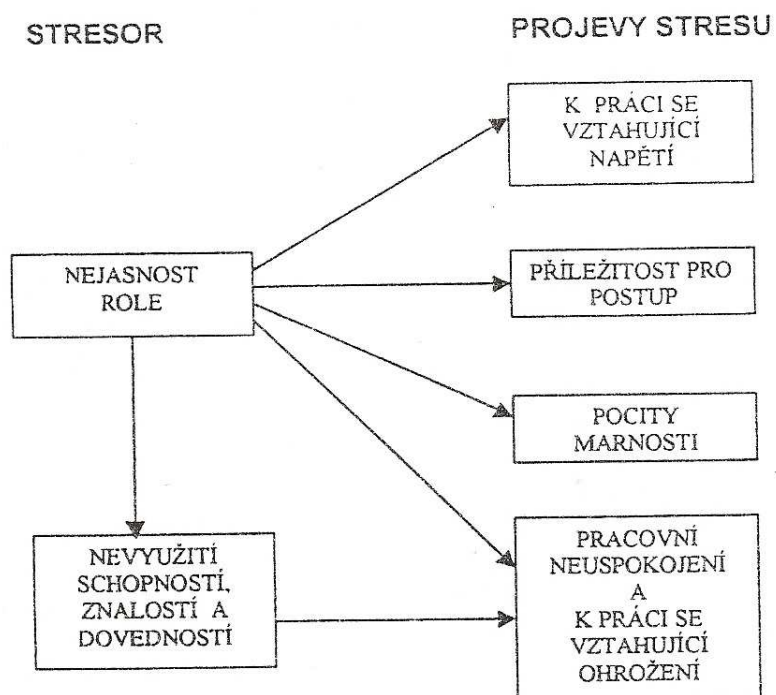 STRESOR
PROJEVY STRESU
K PRÁCI SE
VZTAHUJÍCÍ
NAPĚTÍ
NEJASNOST
ROLE
PŘÍLEŽITOST PRO
POSTUP
POCITY
MARNOSTI
NEVYUŽITÍ
SCHOPNOSTÍ,
ZNALOSTÍ A
DOVEDNOSTÍ
PRACOVNÍ
NEUSPOKOJENÍ
A
K PRÁCI SE
VZTAHUJÍCÍ
OHROŽENÍ